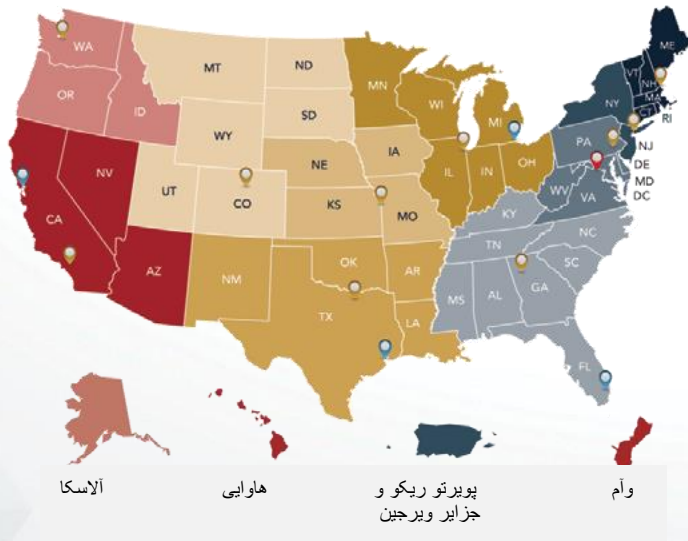 WA
MT
ND
MN
ME
VT
NH
OR
ID
SD
WI
MI
NY
MA
CT
RI
WY
IA
PA
NJ
NE
IL
IN
OH
DE
NV
UT
CO
WV
MD
VA
DC
CA
KS
MO
KY
NC
TN
AZ
NM
OK
AR
SC
MS
AL
GA
TX
LA
FL
آلاسکا
هاوایی
پویرتو ریکو و
جزایر ویرجین
وآم